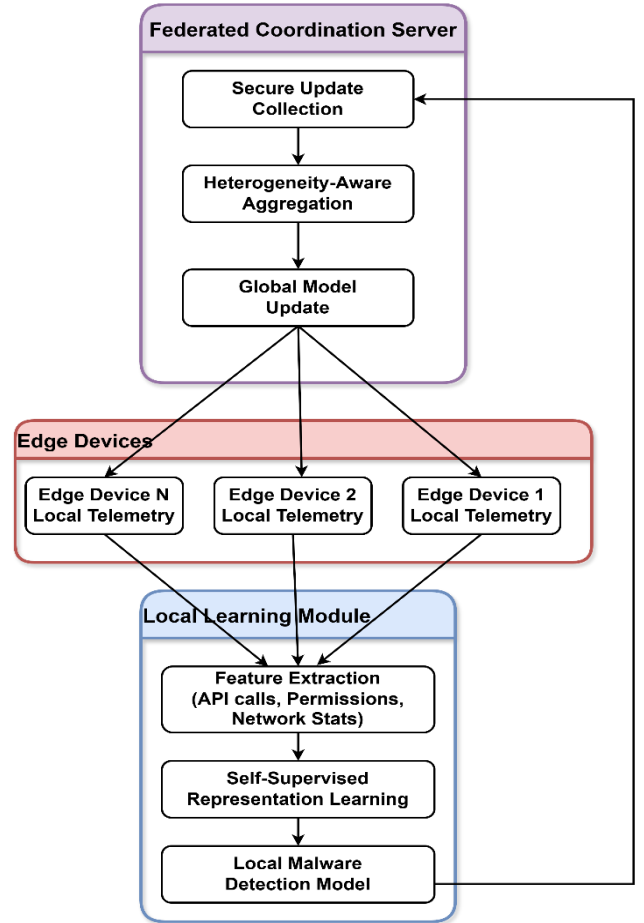 Federated Coordination Server
Secure Update
Collection
Heterogeneity-Aware
Aggregation
Global Model
Update
Edge Devices
Edge Device N
Local Telemetry
Edge Device 2
Local Telemetry
Edge Device 1
Local Telemetry
Local Learning Module
Feature Extraction
(API calls, Permissions,
Network Stats)
Self-Supervised
Representation Learning
Local Malware
Detection Model